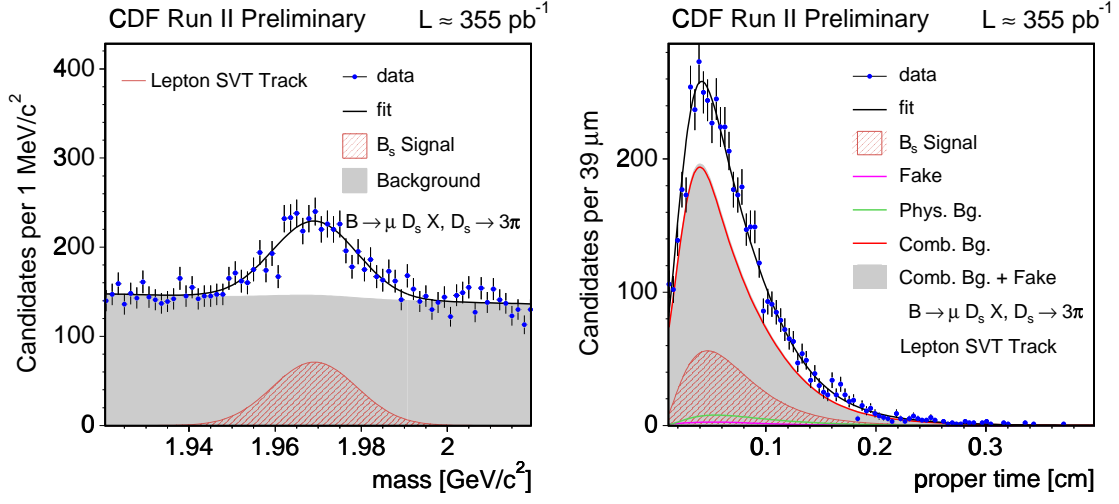 CDF Run II Preliminary L ≈ 355 pb⁻¹
Candidates per 1 MeV/c²
400
300
200
100
0
Lepton SVT Track
data
fit
Bₛ Signal
Background
B → μ Dₛ X, Dₛ → 3π
1.94 1.96 1.98 2
mass [GeV/c²]
CDF Run II Preliminary L ≈ 355 pb⁻¹
Candidates per 39 μm
200
100
0
data
fit
Bₛ Signal
Fake
Phys. Bg.
Comb. Bg.
Comb. Bg. + Fake
B → μ Dₛ X, Dₛ → 3π
Lepton SVT Track
0.1 0.2 0.3
proper time [cm]